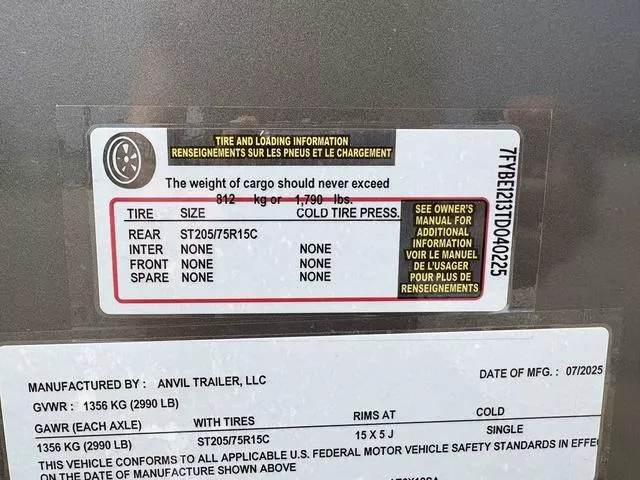 TIRE AND LOADING INFORMATION
RENSEIGNEMENTS SUR LES PNEUS ET LE CHARGEMENT
The weight of cargo should never exceed
812 kg or 1,790 lbs.
TIRE SIZE COLD TIRE PRESS.
REAR ST205/75R15C
INTER NONE NONE
FRONT NONE NONE
SPARE NONE NONE
SEE OWNER'S
MANUAL FOR
ADDITIONAL
INFORMATION
VOIR LE MANUEL
DE L'USAGER
POUR PLUS DE
RENSEIGNEMENTS
7FYBE1213TD040225
MANUFACTURED BY : ANVIL TRAILER, LLC DATE OF MFG. : 07/2025
GVWR : 1356 KG (2990 LB)
GAWR (EACH AXLE) WITH TIRES RIMS AT COLD
1356 KG (2990 LB) ST205/75R15C 15 X 5 J SINGLE
THIS VEHICLE CONFORMS TO ALL APPLICABLE U.S. FEDERAL MOTOR VEHICLE SAFETY STANDARDS IN EFFE
ON THE DATE OF MANUFACTURE SHOWN ABOVE